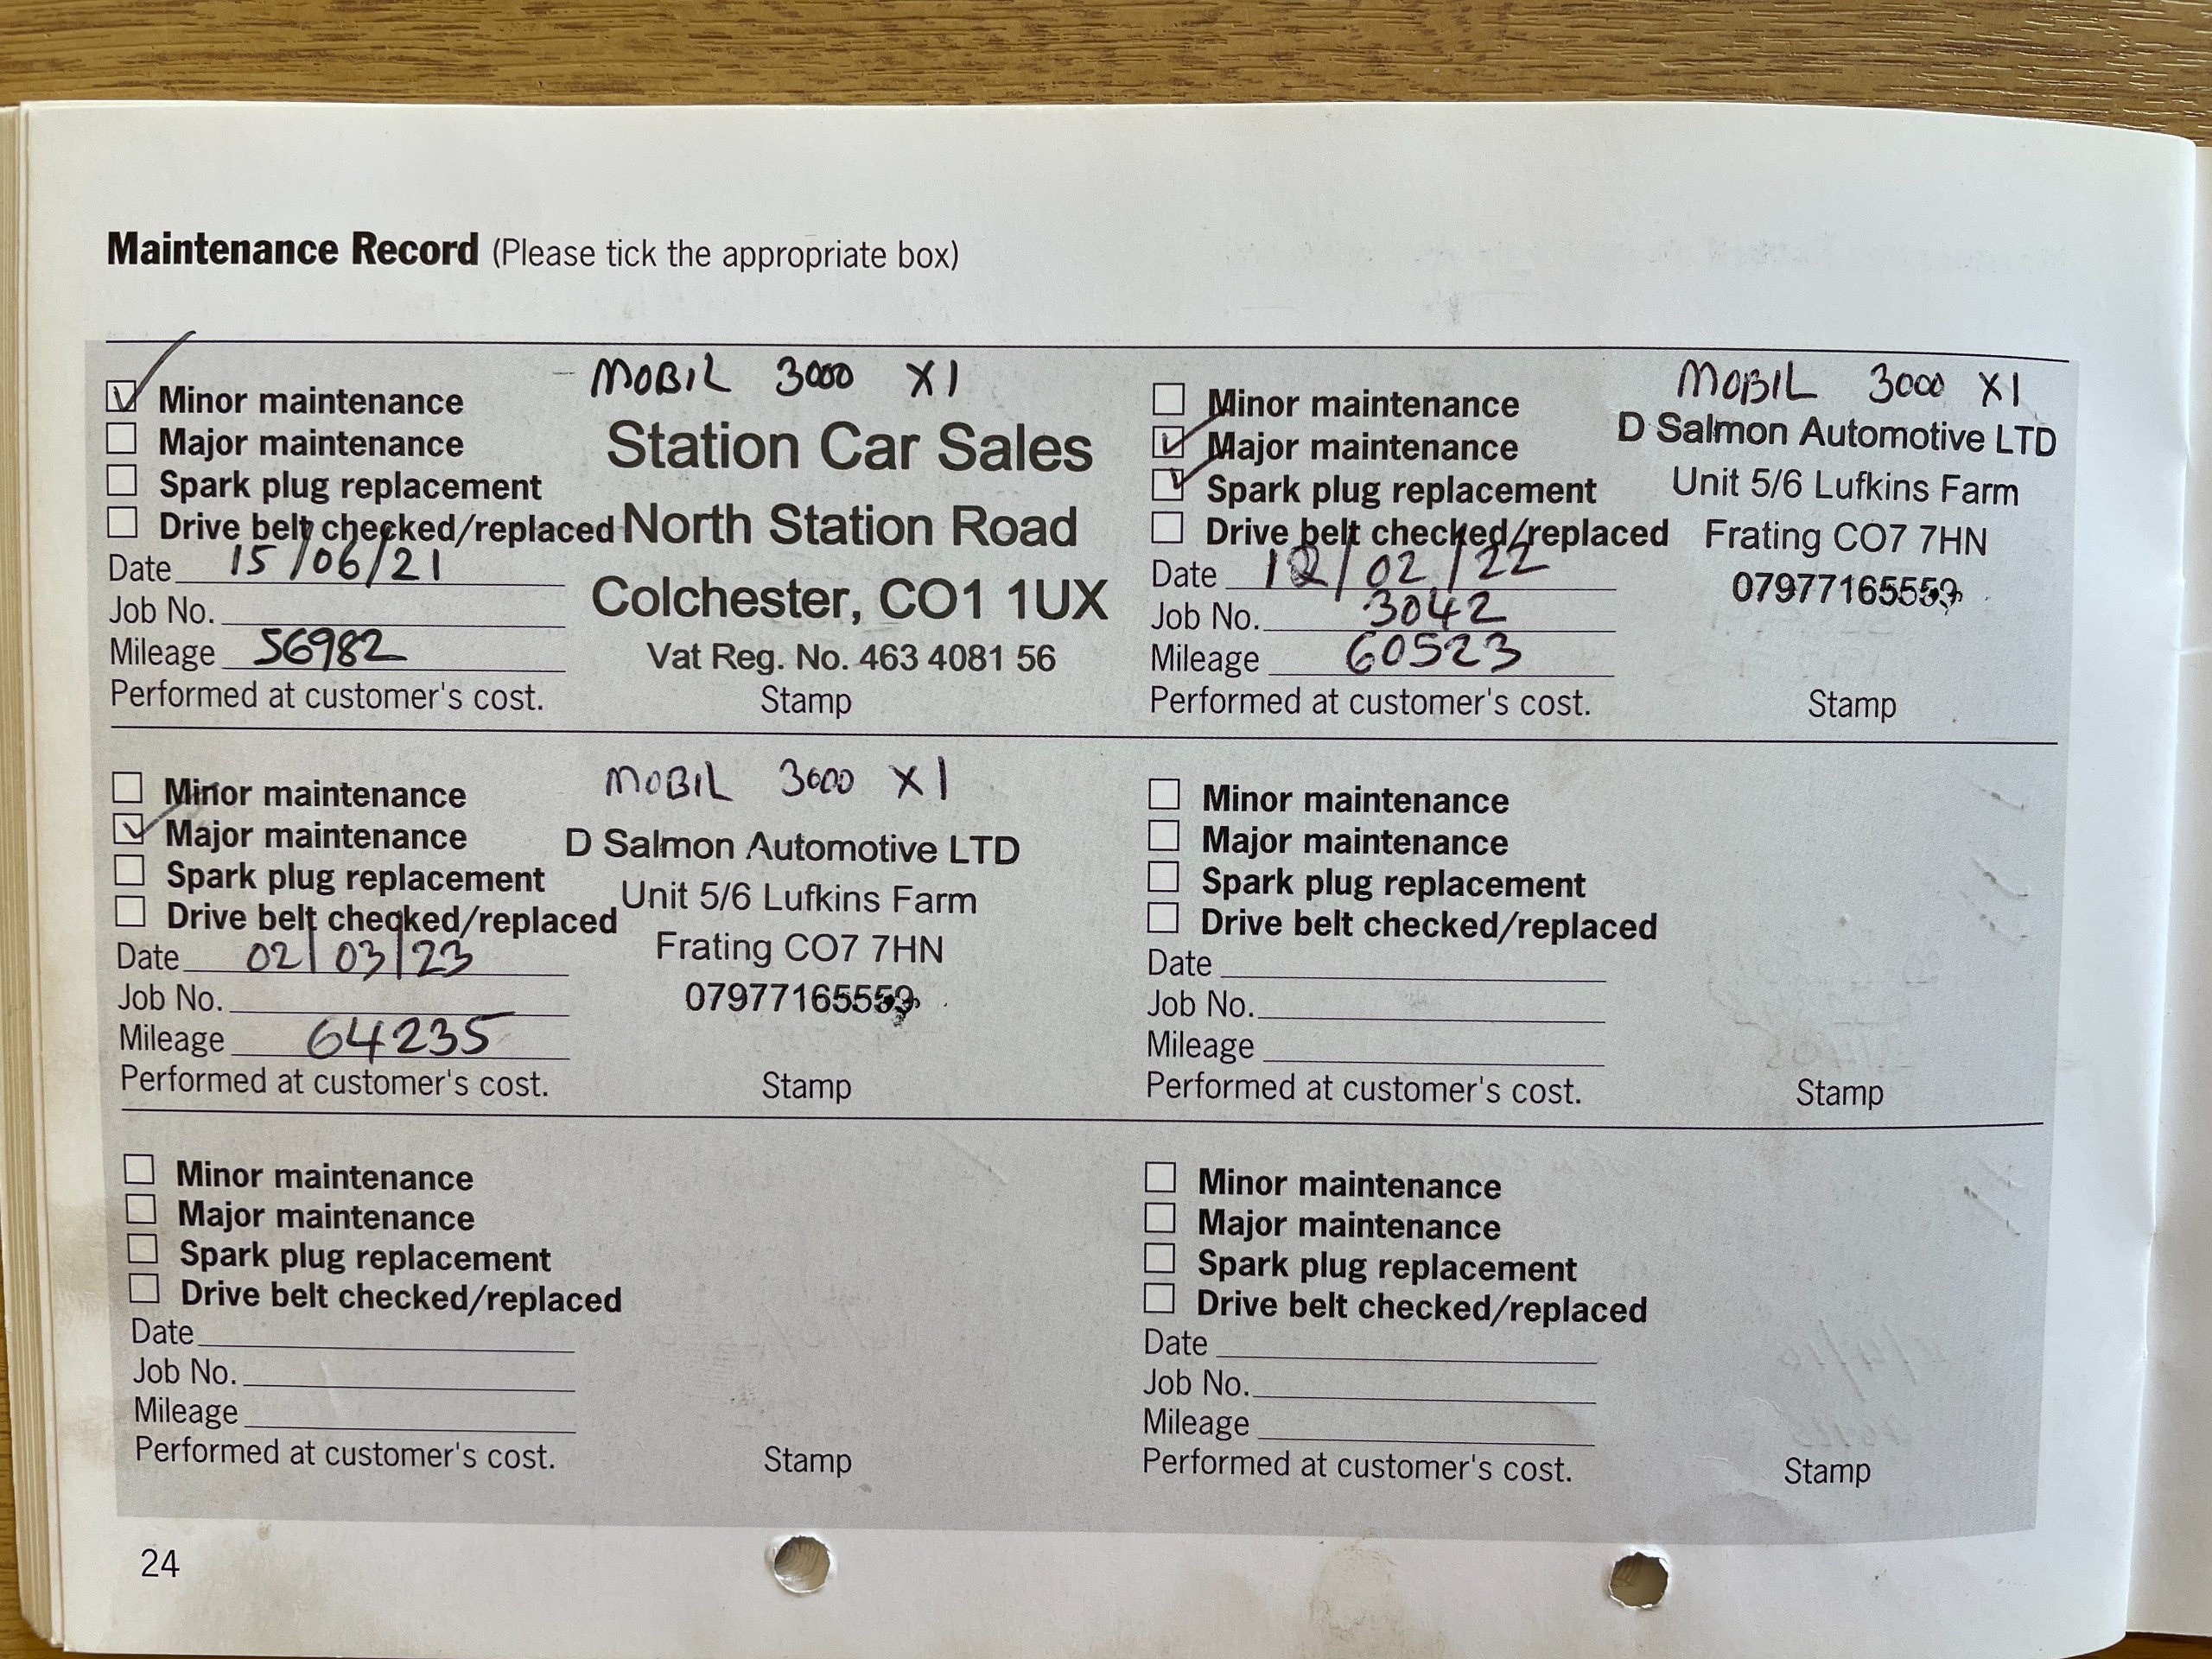 Maintenance Record (Please tick the appropriate box)
MOBIL 3000 X1
Minor maintenance
Major maintenance
Spark plug replacement
Drive belt checked/replaced
Date 15/06/21
Job No.
Mileage 56982
Performed at customer's cost.
Station Car Sales
North Station Road
Colchester, CO1 1UX
Vat Reg. No. 463 4081 56
Stamp
MOBIL 3000 X1
Minor maintenance
Major maintenance
Spark plug replacement
Drive belt checked/replaced
Date 12/02/22
Job No. 3042
Mileage 60523
Performed at customer's cost.
D Salmon Automotive LTD
Unit 5/6 Lufkins Farm
Frating CO7 7HN
07977165559
Stamp
MOBIL 3000 X1
Minor maintenance
Major maintenance
Spark plug replacement
Drive belt checked/replaced
Date 02/03/23
Job No.
Mileage 64235
Performed at customer's cost.
D Salmon Automotive LTD
Unit 5/6 Lufkins Farm
Frating CO7 7HN
07977165559
Stamp
Minor maintenance
Major maintenance
Spark plug replacement
Drive belt checked/replaced
Date
Job No.
Mileage
Performed at customer's cost.
Stamp
Minor maintenance
Major maintenance
Spark plug replacement
Drive belt checked/replaced
Date
Job No.
Mileage
Performed at customer's cost.
Stamp
Minor maintenance
Major maintenance
Spark plug replacement
Drive belt checked/replaced
Date
Job No.
Mileage
Performed at customer's cost.
Stamp
24